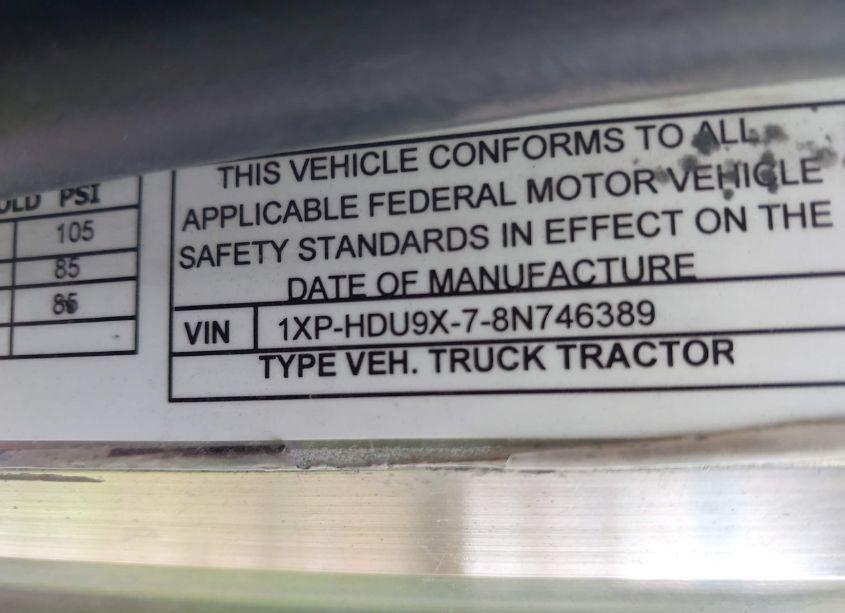 PSI
105
85
85
THIS VEHICLE CONFORMS TO ALL
APPLICABLE FEDERAL MOTOR VEHICLE
SAFETY STANDARDS IN EFFECT ON THE
DATE OF MANUFACTURE
VIN 1XP-HDU9X-7-8N746389
TYPE VEH. TRUCK TRACTOR